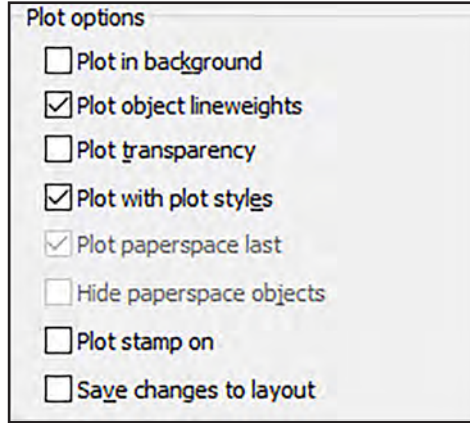 Plot options
Plot in background
Plot object lineweights
Plot transparency
Plot with plot styles
Plot paperspace last
Hide paperspace objects
Plot stamp on
Save changes to layout